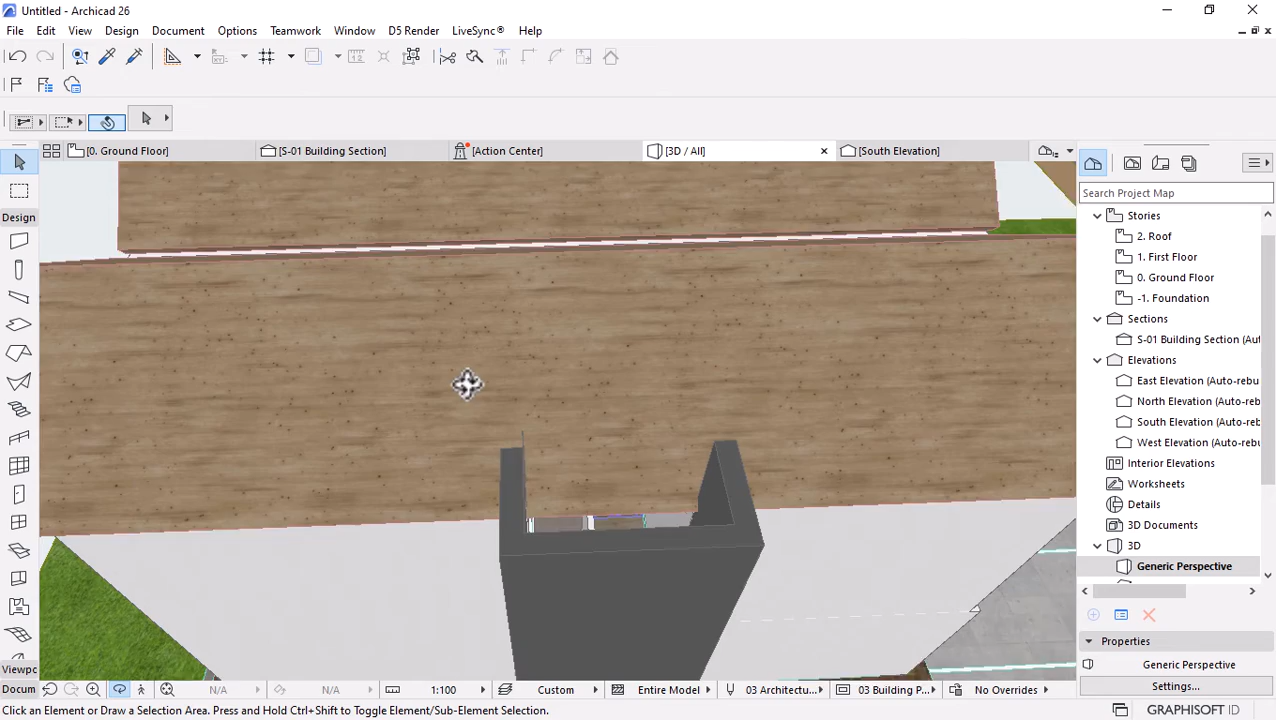 Untitled - Archicad 26
File Edit View Design Document Options Teamwork Window D5 Render LiveSync® Help
[0. Ground Floor] [S-01 Building Section] [Action Center] [3D / All] [South Elevation]
Search Project Map
Design
Stories
2. Roof
1. First Floor
0. Ground Floor
-1. Foundation
Sections
S-01 Building Section (Aut
Elevations
East Elevation (Auto-rebu
North Elevation (Auto-reb
South Elevation (Auto-reb
West Elevation (Auto-rebu
Interior Elevations
Worksheets
Details
3D Documents
3D
Generic Perspective
Properties
Viewpc
Generic Perspective
Docum N/A N/A 1:100 Custom Entire Model 03 Architectu... 03 Building P... No Overrides Settings...
Click an Element or Draw a Selection Area. Press and Hold Ctrl+Shift to Toggle Element/Sub-Element Selection. GRAPHISOFT ID